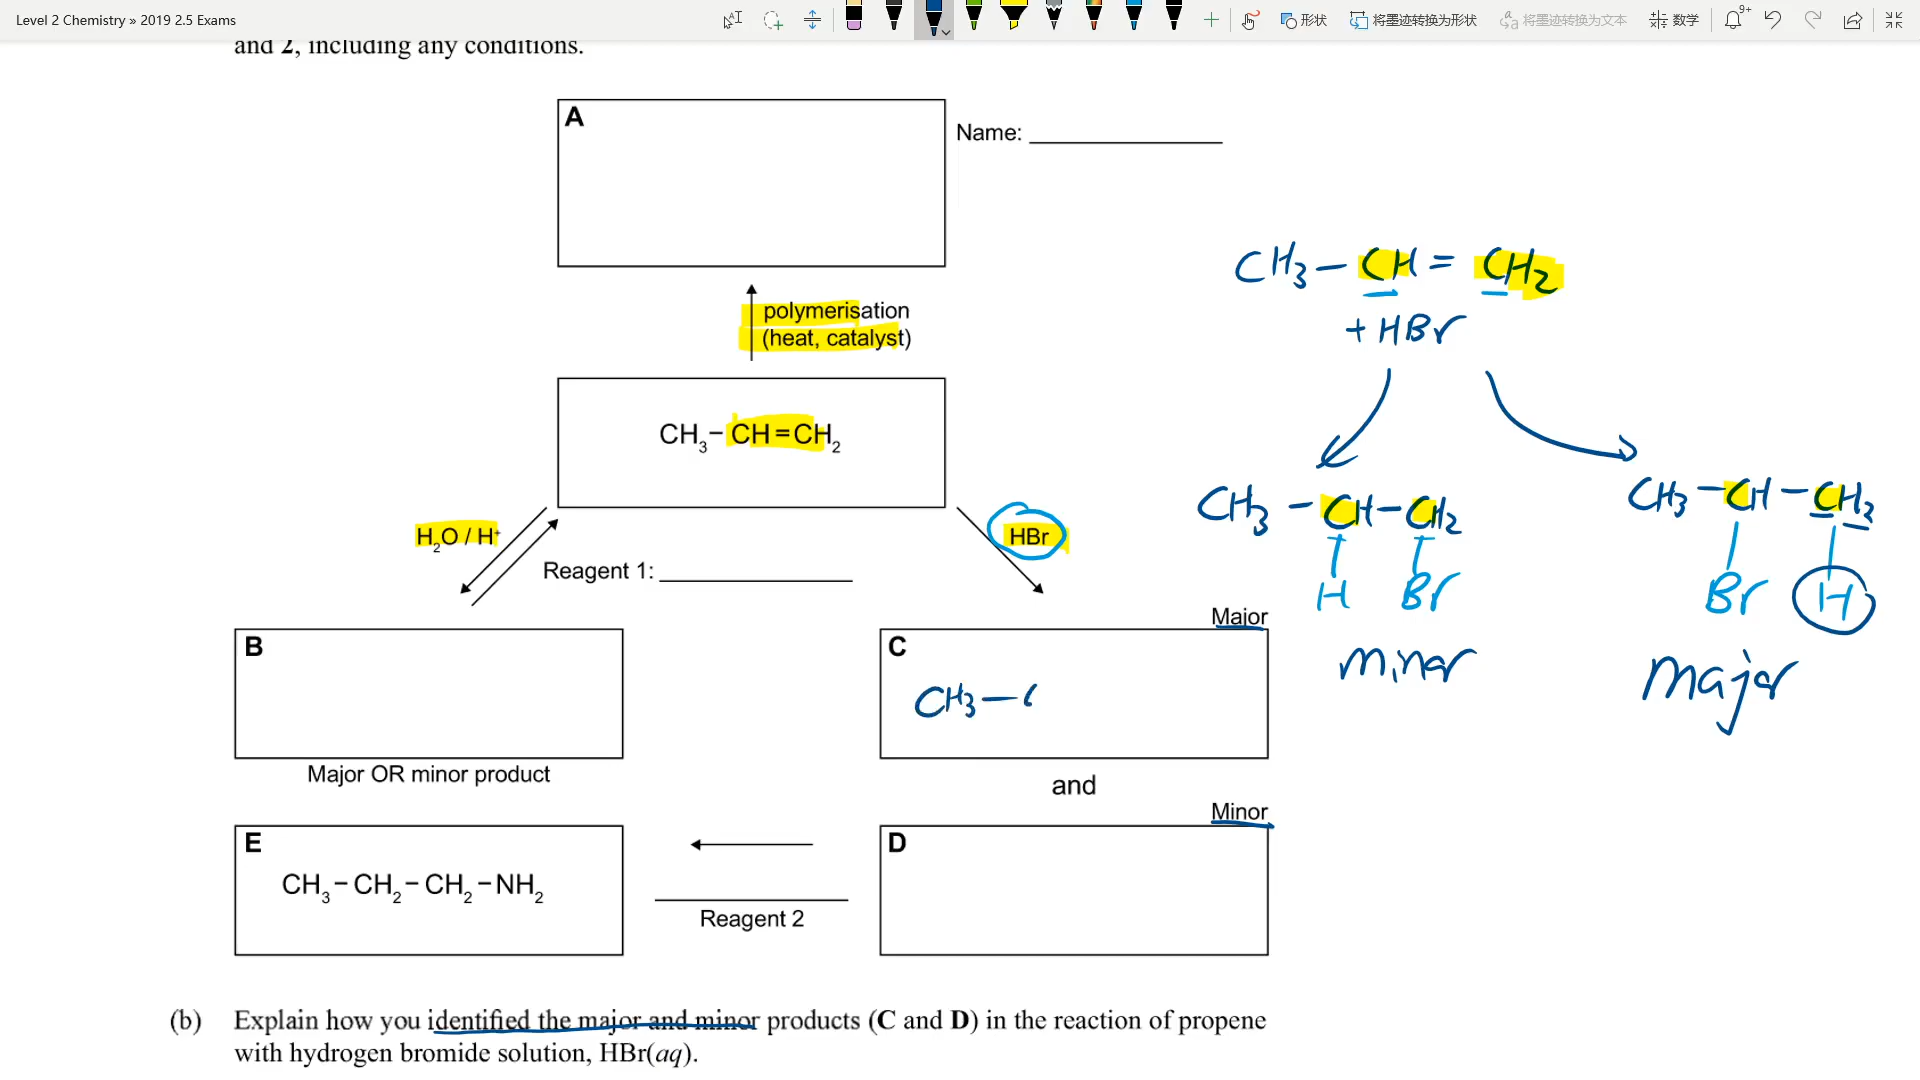 Level 2 Chemistry » 2019 2.5 Exams
形状
将墨迹转换为形状
将墨迹转换为文本
数学
9+
and 2, including any conditions.
A
Name:
polymerisation
(heat, catalyst)
CH3–CH=CH2
H2O / H+
HBr
Reagent 1:
B
Major OR minor product
Major
C
CH3–
and
Minor
D
E
CH3–CH2–CH2–NH2
Reagent 2
CH3 – CH = CH2
+ HBr
CH3 – CH – CH2
H Br
minor
CH3 – CH – CH2
Br H
major
(b) Explain how you identified the major and minor products (C and D) in the reaction of propene
with hydrogen bromide solution, HBr(aq).